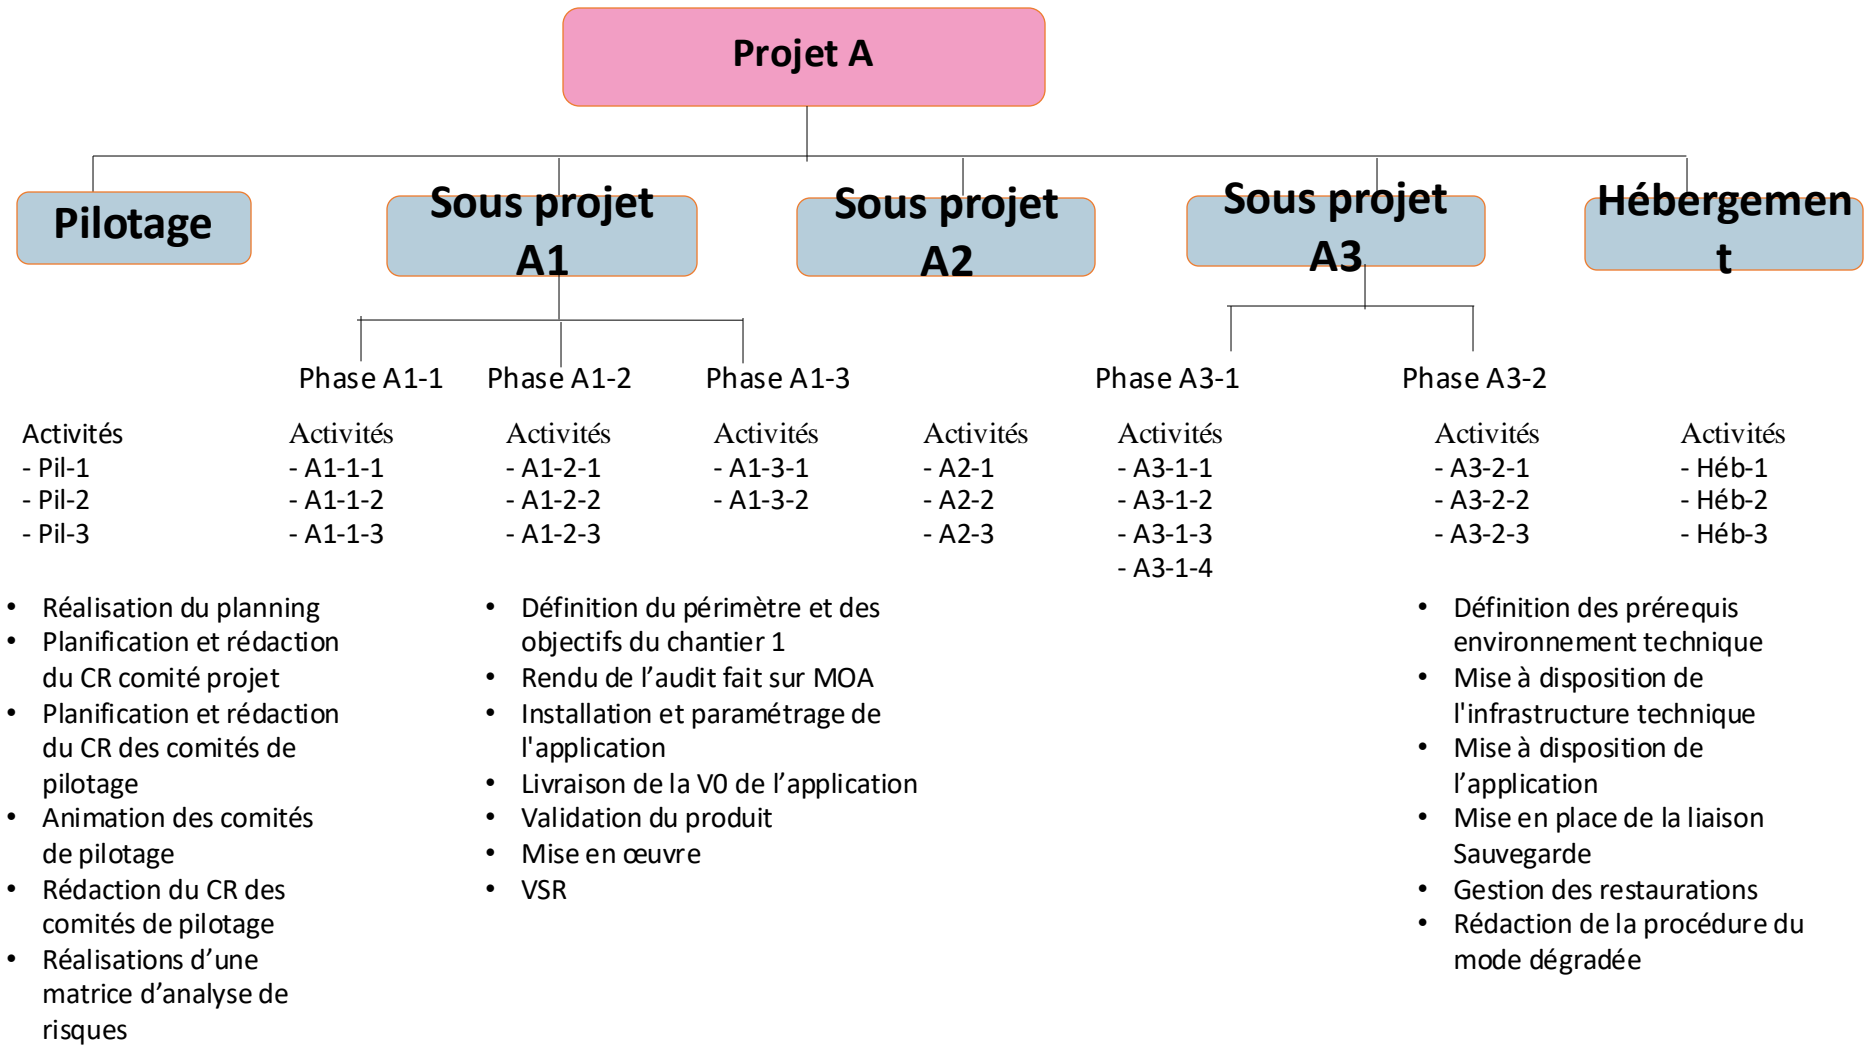 Projet A
Pilotage
Sous projet
A1
Sous projet
A2
Sous projet
A3
Hébergemen
t
Phase A1-1
Phase A1-2
Phase A1-3
Phase A3-1
Phase A3-2
Activités
- Pil-1
- Pil-2
- Pil-3
Activités
- A1-1-1
- A1-1-2
- A1-1-3
Activités
- A1-2-1
- A1-2-2
- A1-2-3
Activités
- A1-3-1
- A1-3-2
Activités
- A2-1
- A2-2
- A2-3
Activités
- A3-1-1
- A3-1-2
- A3-1-3
- A3-1-4
Activités
- A3-2-1
- A3-2-2
- A3-2-3
Activités
- Héb-1
- Héb-2
- Héb-3
• Réalisation du planning
• Planification et rédaction
du CR comité projet
• Planification et rédaction
du CR des comités de
pilotage
• Animation des comités
de pilotage
• Rédaction du CR des
comités de pilotage
• Réalisations d’une
matrice d’analyse de
risques
• Définition du périmètre et des
objectifs du chantier 1
• Rendu de l’audit fait sur MOA
• Installation et paramétrage de
l'application
• Livraison de la V0 de l’application
• Validation du produit
• Mise en œuvre
• VSR
• Définition des prérequis
environnement technique
• Mise à disposition de
l'infrastructure technique
• Mise à disposition de
l’application
• Mise en place de la liaison
Sauvegarde
• Gestion des restaurations
• Rédaction de la procédure du
mode dégradée